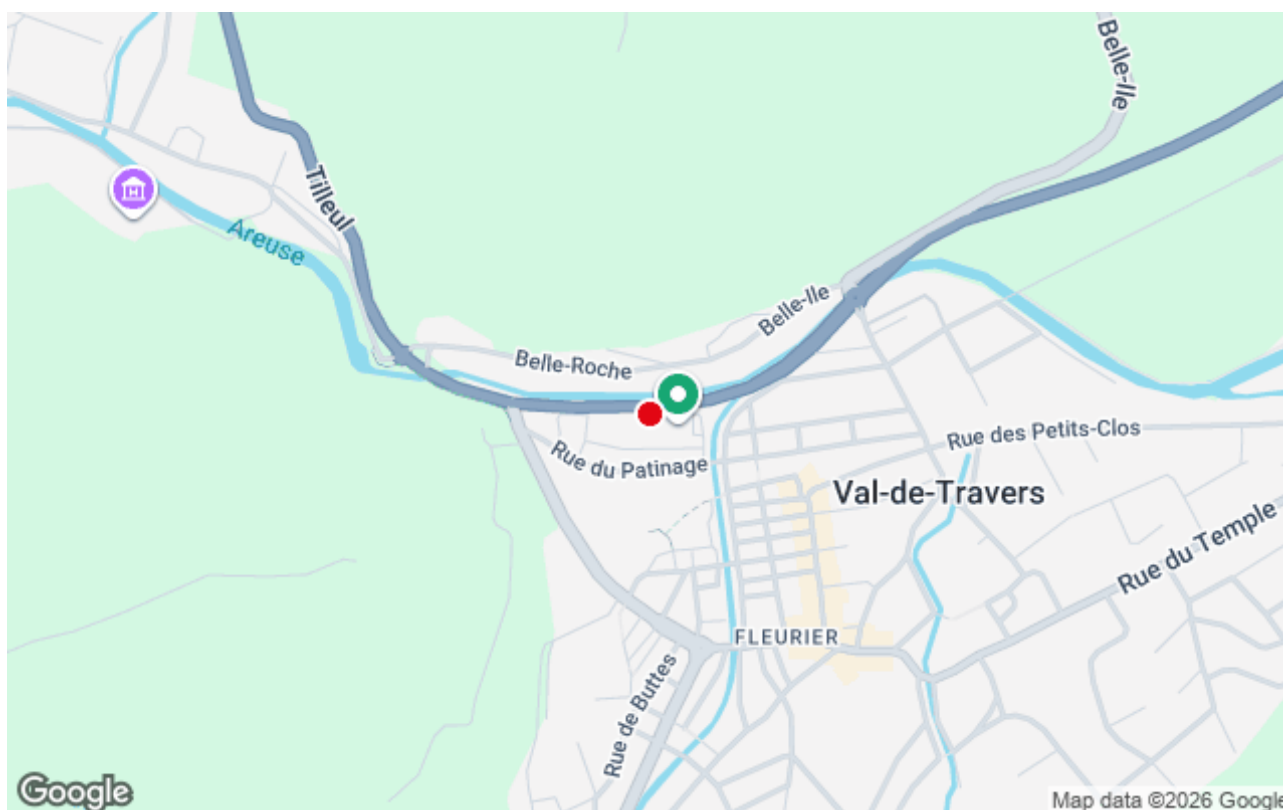 Belle-Ile
Tilleul
Areuse
Belle-Ile
Belle-Roche
Rue des Petits-Clos
Rue du Patinage
Val-de-Travers
Rue du Temple
FLEURIER
Rue de Buttes
Google
Map data ©2026 Google